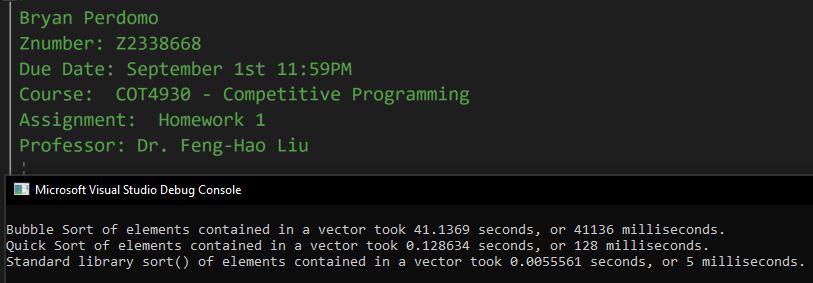 Bryan Perdomo
Znumber: Z2338668
Due Date: September 1st 11:59PM
Course:  COT4930 - Competitive Programming
Assignment:  Homework 1
Professor: Dr. Feng-Hao Liu
Microsoft Visual Studio Debug Console
Bubble Sort of elements contained in a vector took 41.1369 seconds, or 41136 milliseconds.
Quick Sort of elements contained in a vector took 0.128634 seconds, or 128 milliseconds.
Standard library sort() of elements contained in a vector took 0.0055561 seconds, or 5 milliseconds.